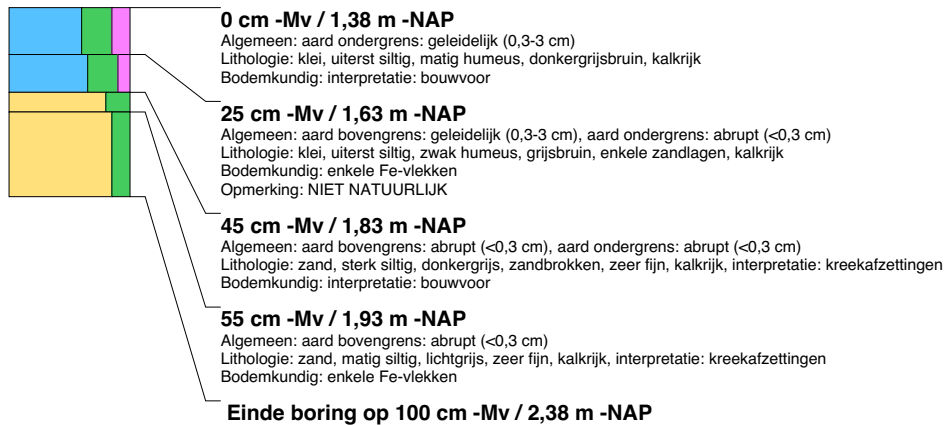 0 cm -Mv / 1,38 m -NAP
Algemeen: aard ondergrens: geleidelijk (0,3-3 cm)
Lithologie: klei, uiterst siltig, matig humeus, donkergrijsbruin, kalkrijk
Bodemkundig: interpretatie: bouwvoor
25 cm -Mv / 1,63 m -NAP
Algemeen: aard bovengrens: geleidelijk (0,3-3 cm), aard ondergrens: abrupt (<0,3 cm)
Lithologie: klei, uiterst siltig, zwak humeus, grijsbruin, enkele zandlagen, kalkrijk
Bodemkundig: enkele Fe-vlekken
Opmerking: NIET NATUURLIJK
45 cm -Mv / 1,83 m -NAP
Algemeen: aard bovengrens: abrupt (<0,3 cm), aard ondergrens: abrupt (<0,3 cm)
Lithologie: zand, sterk siltig, donkergrijs, zandbrokken, zeer fijn, kalkrijk, interpretatie: kreekafzettingen
Bodemkundig: interpretatie: bouwvoor
55 cm -Mv / 1,93 m -NAP
Algemeen: aard bovengrens: abrupt (<0,3 cm)
Lithologie: zand, matig siltig, lichtgrijs, zeer fijn, kalkrijk, interpretatie: kreekafzettingen
Bodemkundig: enkele Fe-vlekken
Einde boring op 100 cm -Mv / 2,38 m -NAP